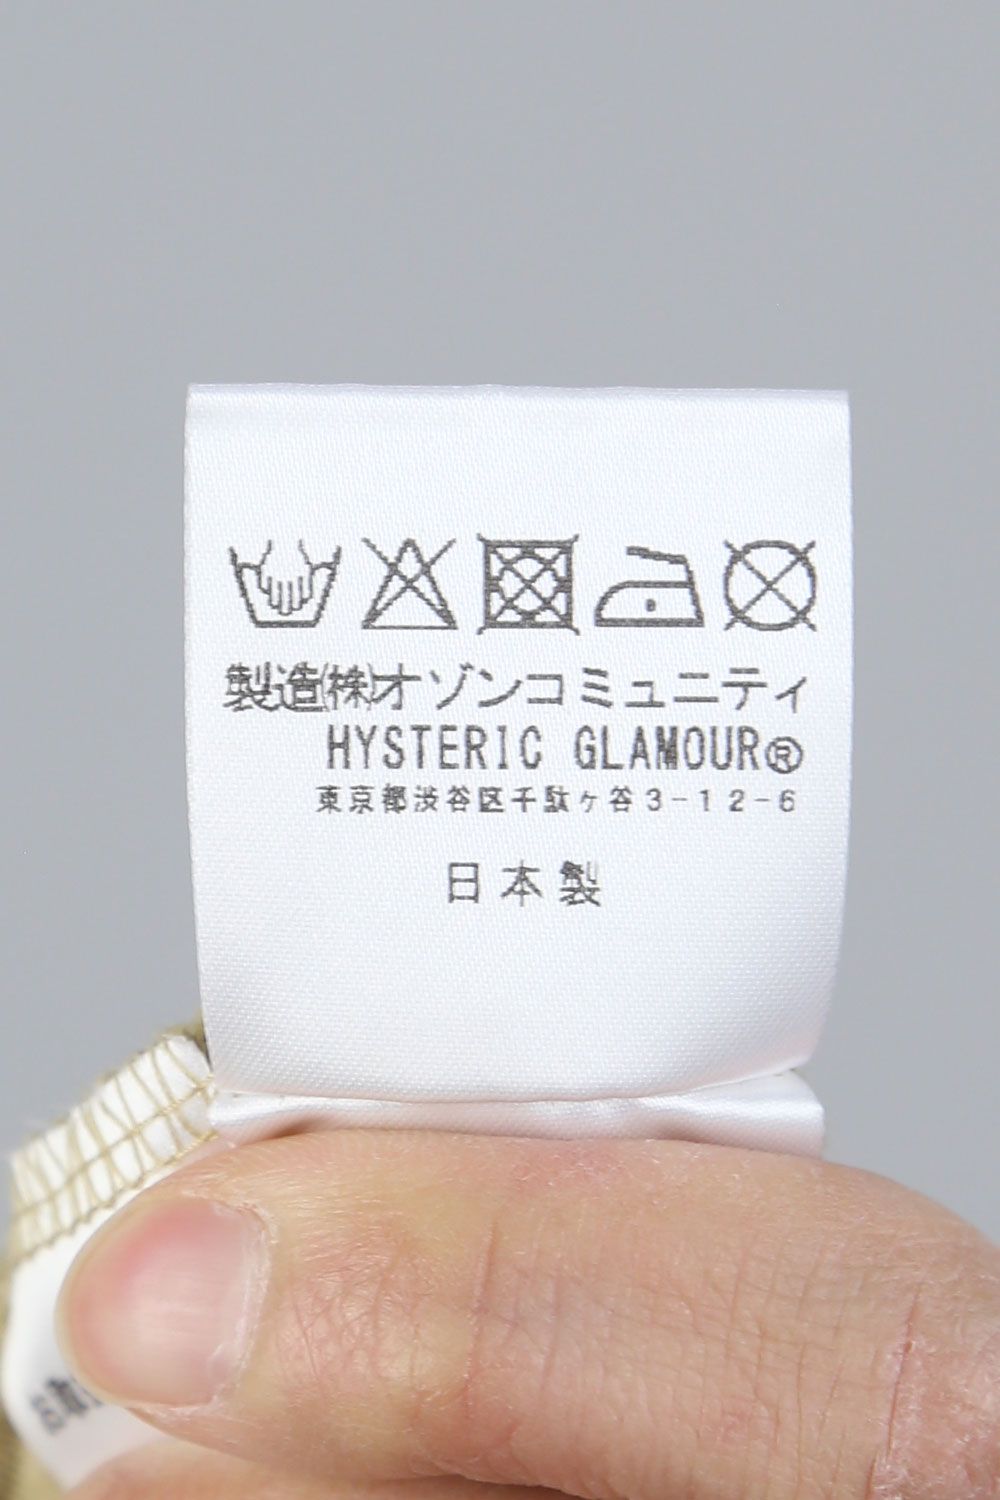 製造㈱オゾンコミュニティ
HYSTERIC GLAMOUR®
東京都渋谷区千駄ヶ谷3-12-6
日本製